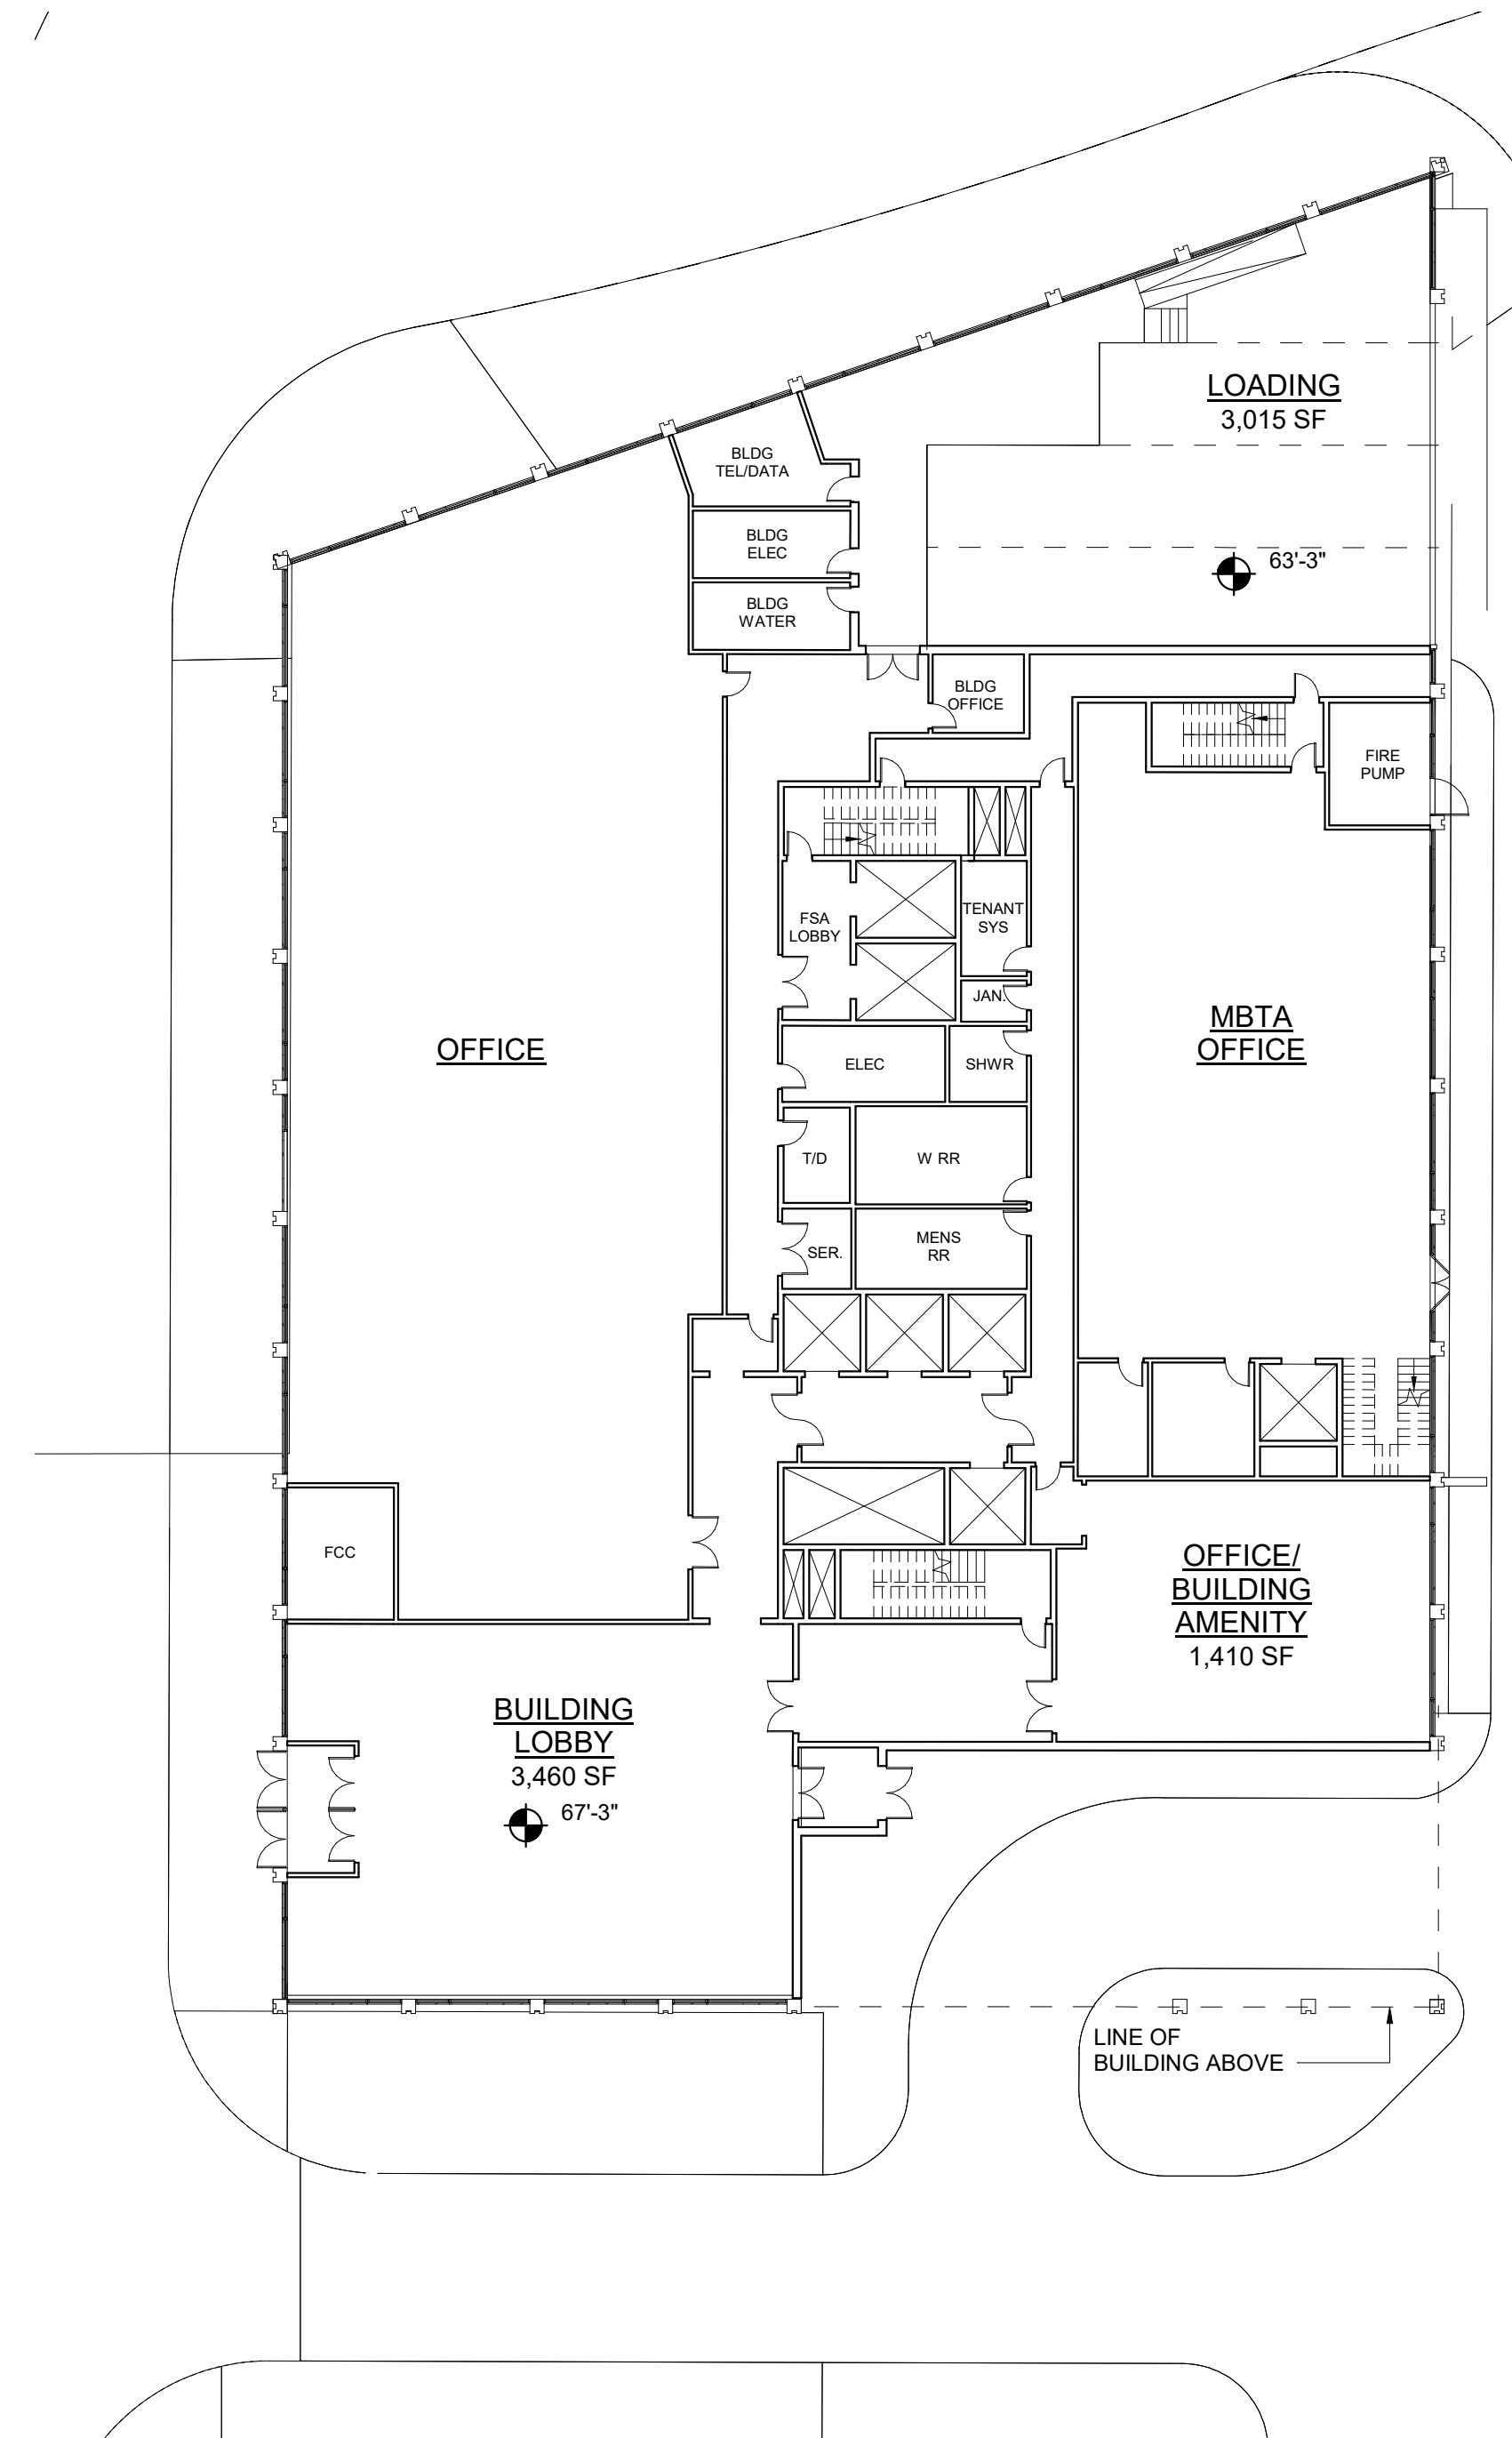 LOADING
3,015 SF
BLDG
TEL/DATA
BLDG
ELEC
63'-3"
BLDG
WATER
BLDG
OFFICE
FIRE
PUMP
FSA
LOBBY
TENANT
SYS
JAN.
MBTA
OFFICE
OFFICE
ELEC
SHWR
T/D
W RR
SER.
MENS
RR
FCC
OFFICE/
BUILDING
AMENITY
1,410 SF
BUILDING
LOBBY
3,460 SF
67'-3"
LINE OF
BUILDING ABOVE